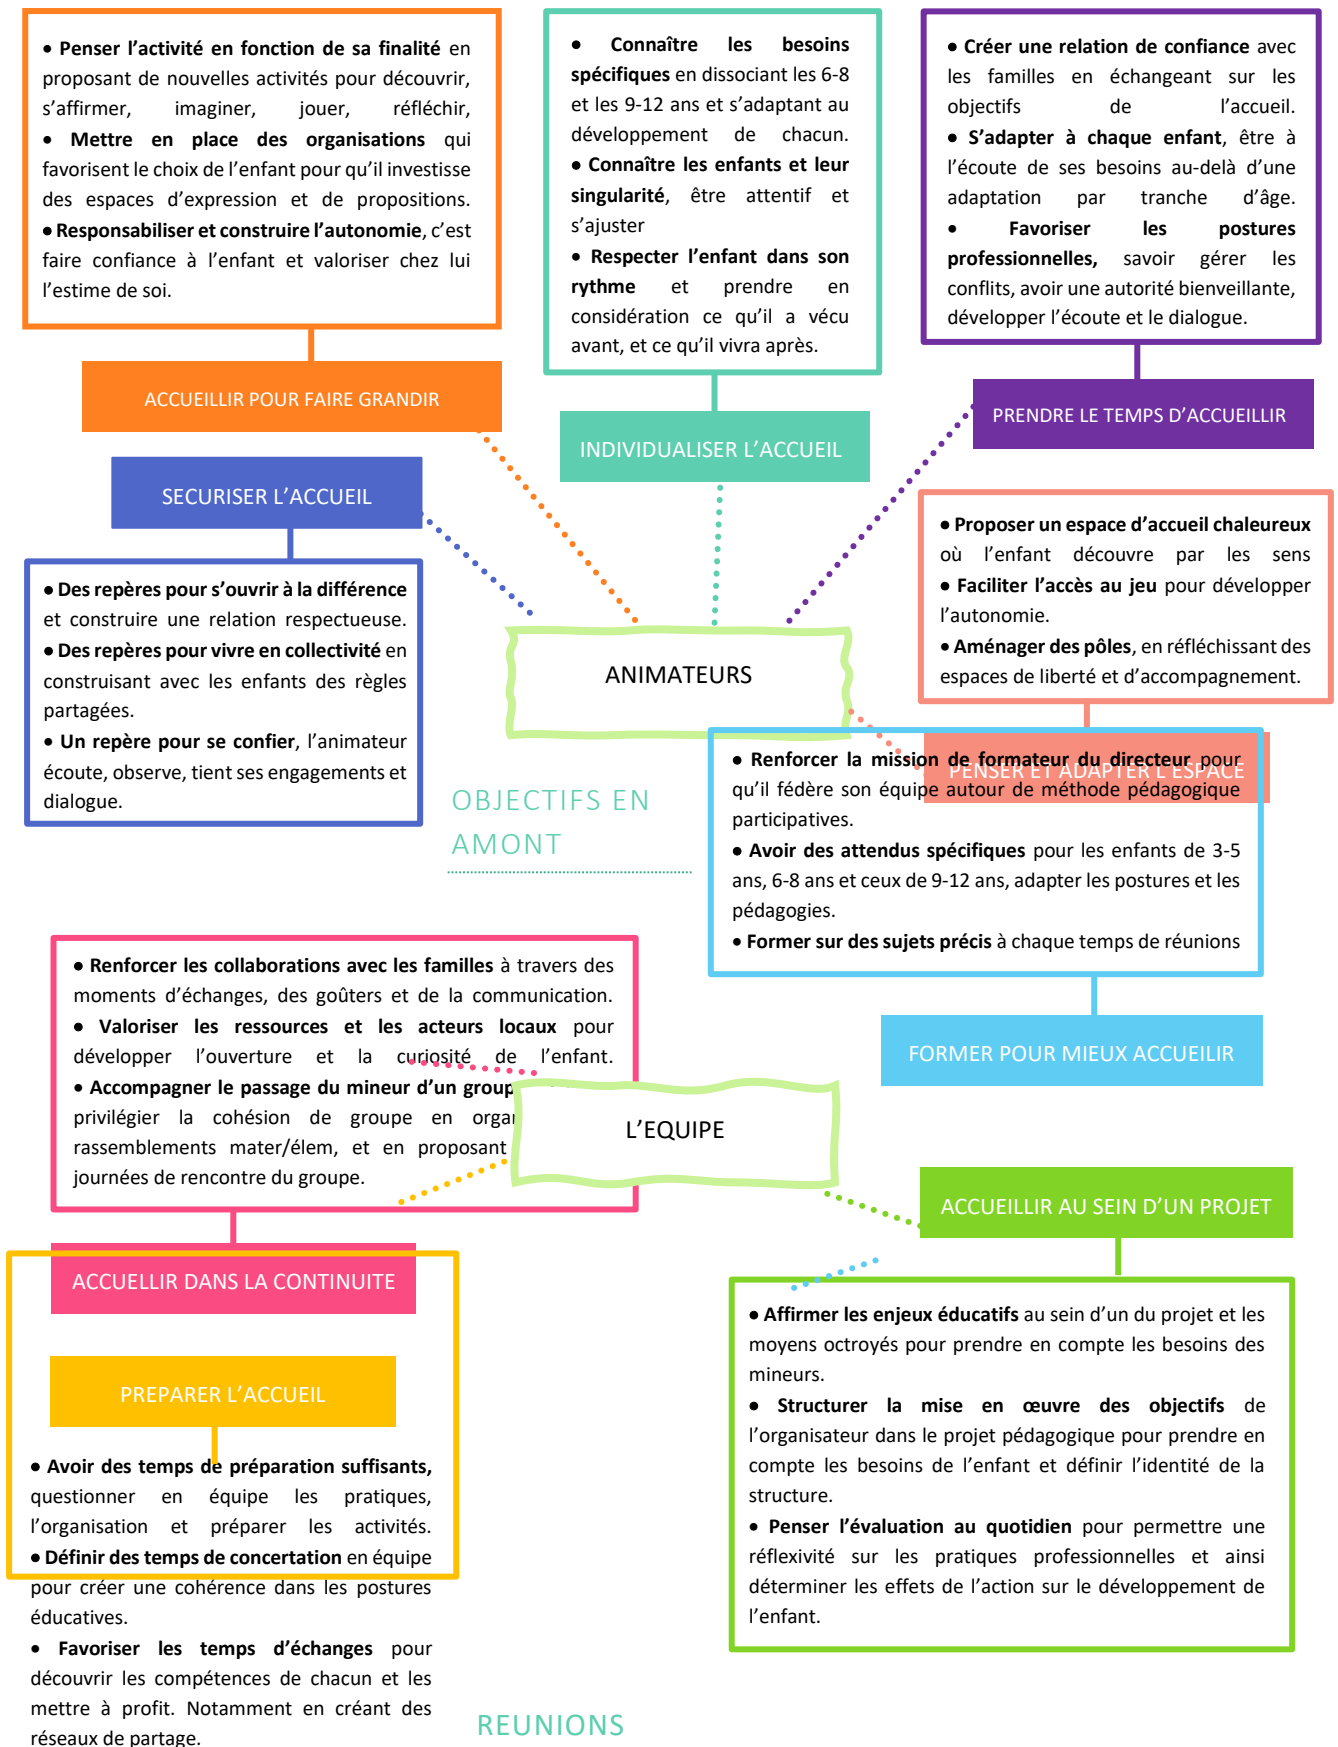 • Penser l’activité en fonction de sa finalité en
proposant de nouvelles activités pour découvrir,
s’affirmer, imaginer, jouer, réfléchir,
• Mettre en place des organisations qui
favorisent le choix de l’enfant pour qu’il investisse
des espaces d’expression et de propositions.
• Responsabiliser et construire l’autonomie, c’est
faire confiance à l’enfant et valoriser chez lui
l’estime de soi.
ACCUEILLIR POUR FAIRE GRANDIR
• Connaître les besoins
spécifiques en dissociant les 6-8
et les 9-12 ans et s’adaptant au
développement de chacun.
• Connaître les enfants et leur
singularité, être attentif et
s’ajuster
• Respecter l’enfant dans son
rythme et prendre en
considération ce qu’il a vécu
avant, et ce qu’il vivra après.
INDIVIDUALISER L’ACCUEIL
• Créer une relation de confiance avec
les familles en échangeant sur les
objectifs de l’accueil.
• S’adapter à chaque enfant, être à
l’écoute de ses besoins au-delà d’une
adaptation par tranche d’âge.
• Favoriser les postures
professionnelles, savoir gérer les
conflits, avoir une autorité bienveillante,
développer l’écoute et le dialogue.
PRENDRE LE TEMPS D’ACCUEILLIR
SECURISER L’ACCUEIL
• Des repères pour s’ouvrir à la différence
et construire une relation respectueuse.
• Des repères pour vivre en collectivité en
construisant avec les enfants des règles
partagées.
• Un repère pour se confier, l’animateur
écoute, observe, tient ses engagements et
dialogue.
ANIMATEURS
• Proposer un espace d’accueil chaleureux
où l’enfant découvre par les sens
• Faciliter l’accès au jeu pour développer
l’autonomie.
• Aménager des pôles, en réfléchissant des
espaces de liberté et d’accompagnement.
PENSER ET ADAPTER L’ESPACE
OBJECTIFS EN
AMONT
• Renforcer la mission de formateur du directeur pour
qu’il fédère son équipe autour de méthode pédagogique
participatives.
• Avoir des attendus spécifiques pour les enfants de 3-5
ans, 6-8 ans et ceux de 9-12 ans, adapter les postures et les
pédagogies.
• Former sur des sujets précis à chaque temps de réunions
FORMER POUR MIEUX ACCUEILIR
• Renforcer les collaborations avec les familles à travers des
moments d’échanges, des goûters et de la communication.
• Valoriser les ressources et les acteurs locaux pour
développer l’ouverture et la curiosité de l’enfant.
• Accompagner le passage du mineur d’un
privilégier la cohésion de groupe en
rassemblements mater/élem, et en proposant
journées de rencontre du groupe.
L’EQUIPE
ACCUELLIR DANS LA CONTINUITE
ACCUEILLIR AU SEIN D’UN PROJET
• Affirmer les enjeux éducatifs au sein d’un du projet et les
moyens octroyés pour prendre en compte les besoins des
mineurs.
• Structurer la mise en œuvre des objectifs de
l’organisateur dans le projet pédagogique pour prendre en
compte les besoins de l’enfant et définir l’identité de la
structure.
• Penser l’évaluation au quotidien pour permettre une
réflexivité sur les pratiques professionnelles et ainsi
déterminer les effets de l’action sur le développement de
l’enfant.
PREPARER L’ACCUEIL
• Avoir des temps de préparation suffisants,
questionner en équipe les pratiques,
l’organisation et préparer les activités.
• Définir des temps de concertation en équipe
pour créer une cohérence dans les postures
éducatives.
• Favoriser les temps d’échanges pour
découvrir les compétences de chacun et les
mettre à profit. Notamment en créant des
réseaux de partage.
REUNIONS